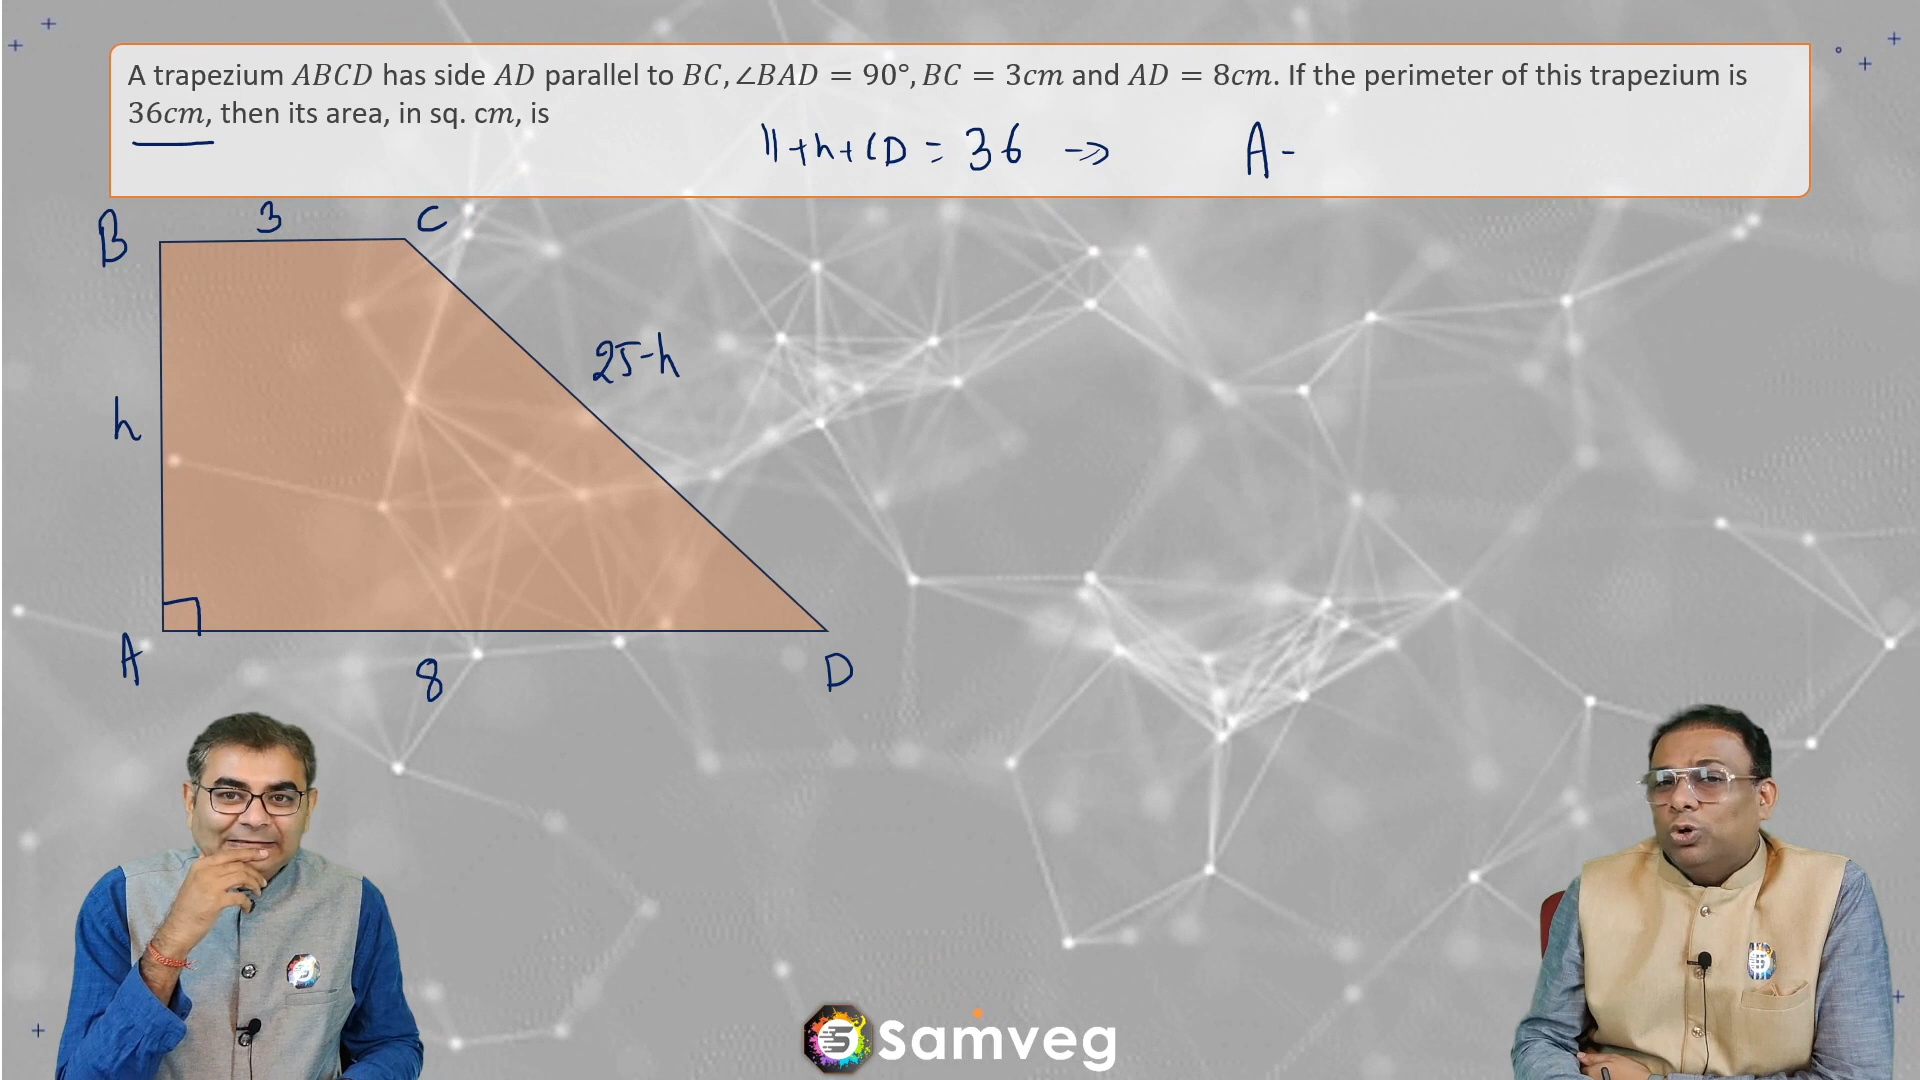 A trapezium ABCD has side AD parallel to BC, ∠BAD = 90°, BC = 3cm and AD = 8cm. If the perimeter of this trapezium is
36cm, then its area, in sq. cm, is
11+h+CD = 36 → A -
B 3 C
25-h
h
A 8 D
Samveg